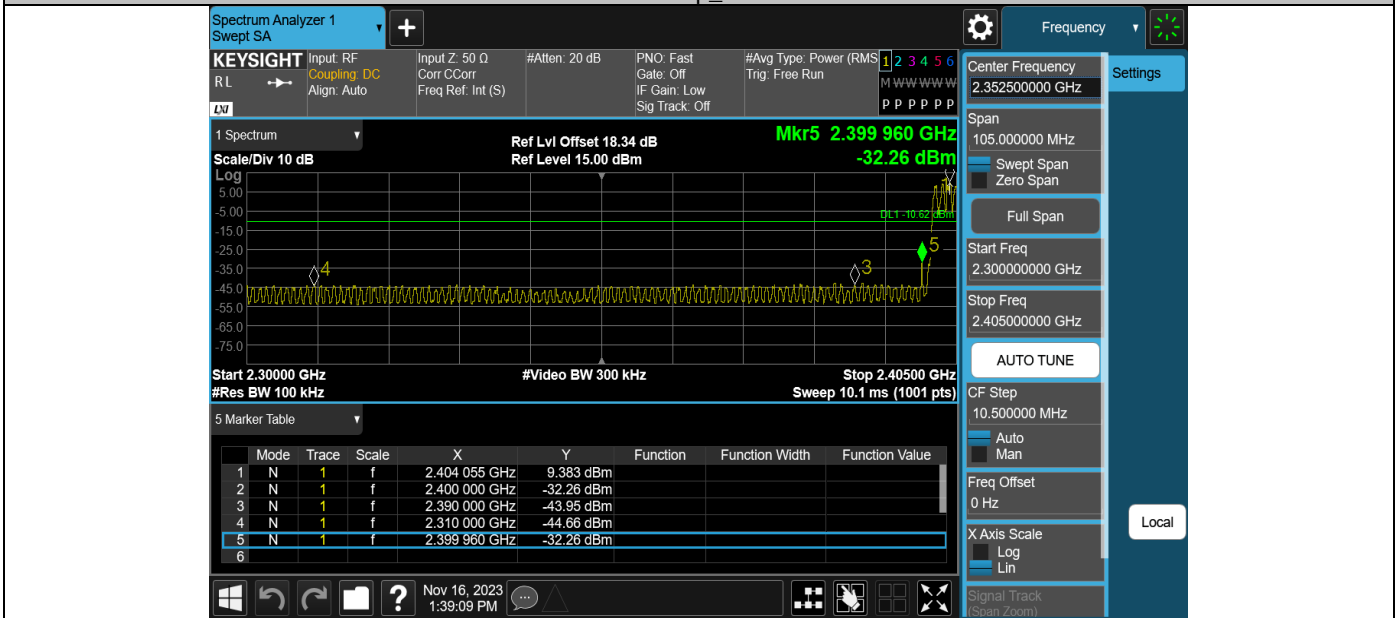 Spectrum Analyzer 1
Swept SA
+
Frequency
KEYSIGHT
RL
LXI
Input: RF
Coupling: DC
Align: Auto
Input Z: 50 Ω
Corr CCorr
Freq Ref: Int (S)
#Atten: 20 dB
PNO: Fast
Gate: Off
IF Gain: Low
Sig Track: Off
#Avg Type: Power (RMS
Trig: Free Run
1 2 3 4 5 6
M W W W W W
P P P P P P
Center Frequency
2.352500000 GHz
Settings
Span
105.000000 MHz
Swept Span
Zero Span
Full Span
Start Freq
2.300000000 GHz
Stop Freq
2.405000000 GHz
AUTO TUNE
CF Step
10.500000 MHz
Auto
Man
Freq Offset
0 Hz
X Axis Scale
Log
Lin
Signal Track
(Span Zoom)
Local
1 Spectrum
Scale/Div 10 dB
Ref Lvl Offset 18.34 dB
Ref Level 15.00 dBm
Mkr5 2.399 960 GHz
-32.26 dBm
Log
5.00
-5.00
-15.0
-25.0
-35.0
-45.0
-55.0
-65.0
-75.0
DL1 -10.62 dBm
4
3
5
Start 2.30000 GHz
#Res BW 100 kHz
#Video BW 300 kHz
Stop 2.40500 GHz
Sweep 10.1 ms (1001 pts)
5 Marker Table
Mode Trace Scale X Y Function Function Width Function Value
1 N 1 f 2.404 055 GHz 9.383 dBm
2 N 1 f 2.400 000 GHz -32.26 dBm
3 N 1 f 2.390 000 GHz -43.95 dBm
4 N 1 f 2.310 000 GHz -44.66 dBm
5 N 1 f 2.399 960 GHz -32.26 dBm
6
?
Nov 16, 2023
1:39:09 PM